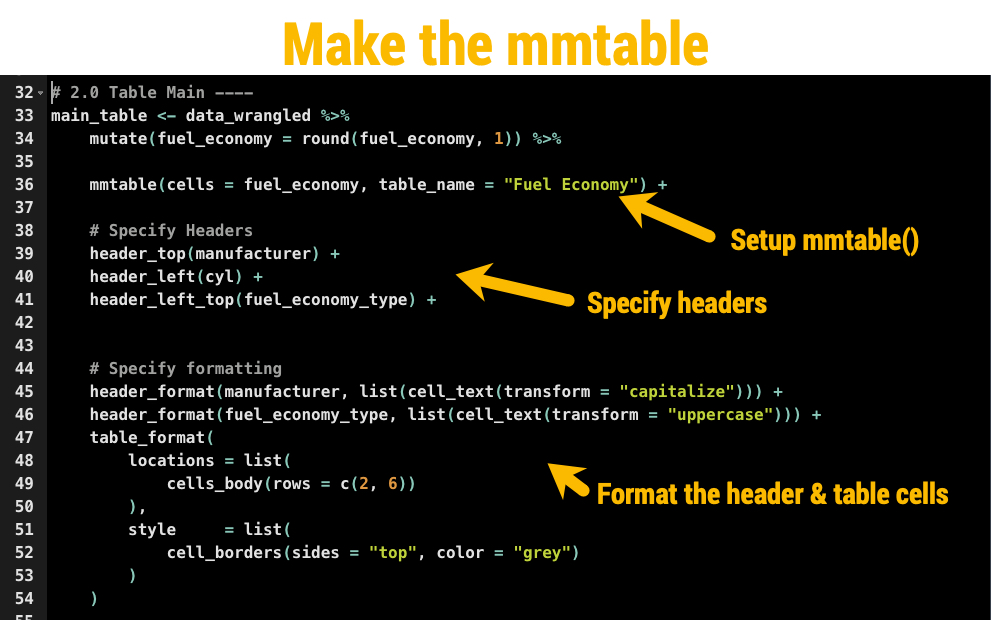 Make the mmtable
32 # 2.0 Table Main ----
33 main_table <- data_wrangled %>%
34     mutate(fuel_economy = round(fuel_economy, 1)) %>%
35
36     mmtable(cells = fuel_economy, table_name = "Fuel Economy") +
37
Setup mmtable()
38     # Specify Headers
39     header_top(manufacturer) +
40     header_left(cyl) +
41     header_left_top(fuel_economy_type) +
Specify headers
42
43
44     # Specify formatting
45     header_format(manufacturer, list(cell_text(transform = "capitalize"))) +
46     header_format(fuel_economy_type, list(cell_text(transform = "uppercase"))) +
47     table_format(
48         locations = list(
49             cells_body(rows = c(2, 6))
Format the header & table cells
50         ),
51         style     = list(
52             cell_borders(sides = "top", color = "grey")
53         )
54     )
55